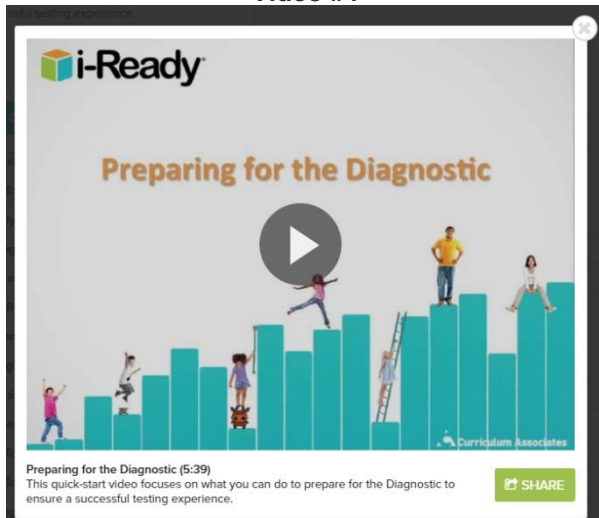 i-Ready
Preparing for the Diagnostic
Curriculum Associates
Preparing for the Diagnostic (5:39)
This quick-start video focuses on what you can do to prepare for the Diagnostic to
ensure a successful testing experience.
SHARE